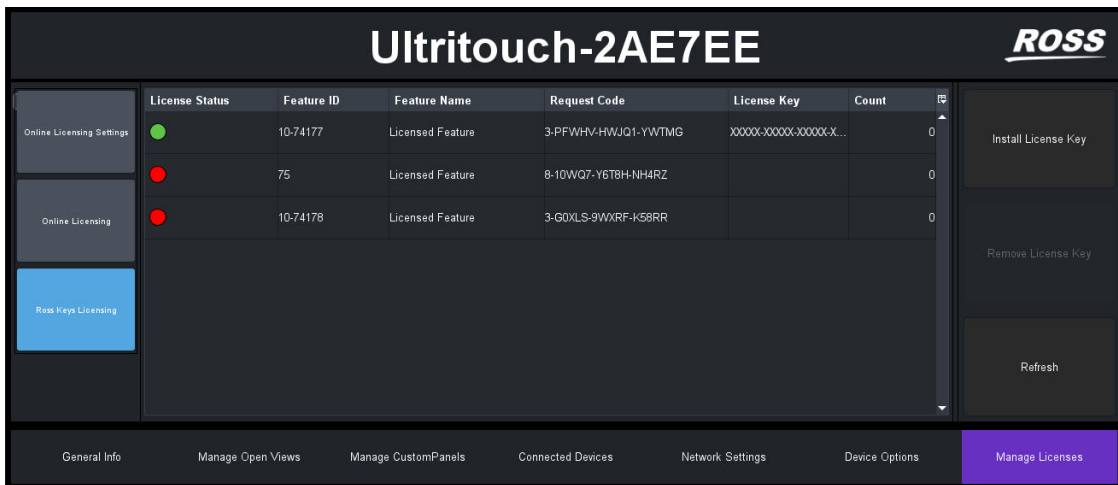 Ultritouch-2AE7EE
ROSS
License Status Feature ID Feature Name Request Code License Key Count
10-74177 Licensed Feature 3-PFWHV-HWJQ1-YWTMG XXXXX-XXXXX-XXXXX-X... 0
75 Licensed Feature 8-10WQ7-Y6T8H-NH4RZ 0
10-74178 Licensed Feature 3-G0XLS-9WXRF-K58RR 0
Online Licensing Settings
Online Licensing
Ross Keys Licensing
Install License Key
Remove License Key
Refresh
General Info Manage Open Views Manage CustomPanels Connected Devices Network Settings Device Options Manage Licenses